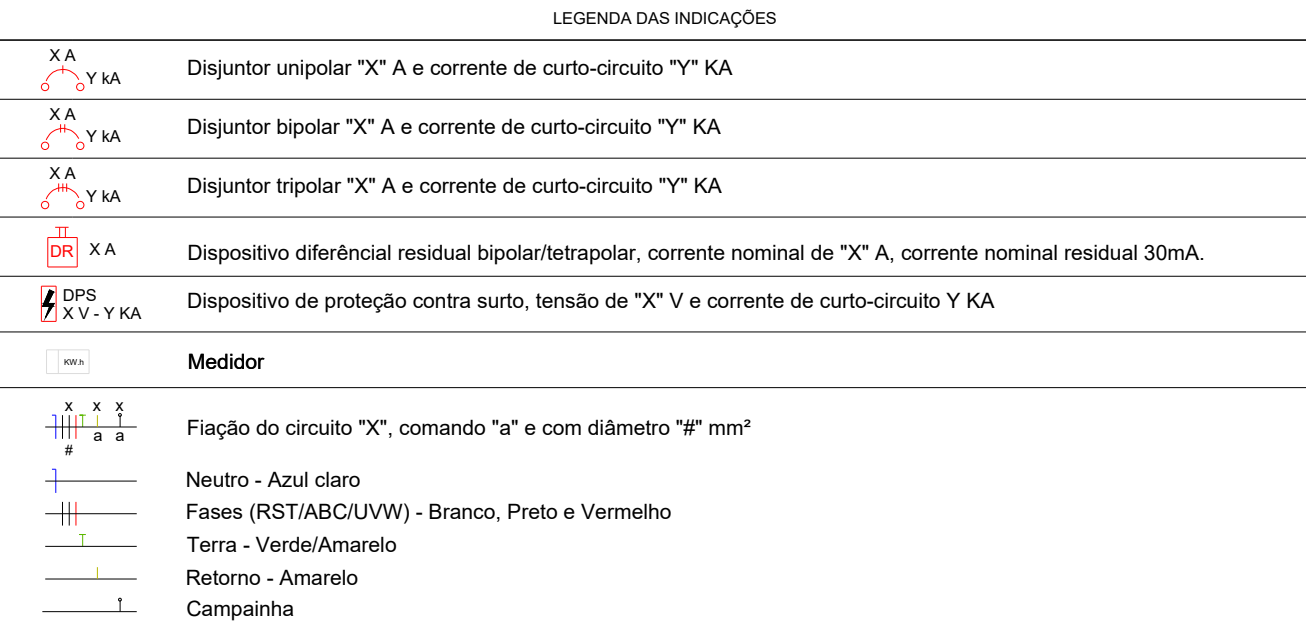 LEGENDA DAS INDICAÇÕES
X A
Y kA
Disjuntor unipolar "X" A e corrente de curto-circuito "Y" KA
X A
Y kA
Disjuntor bipolar "X" A e corrente de curto-circuito "Y" KA
X A
Y kA
Disjuntor tripolar "X" A e corrente de curto-circuito "Y" KA
DR X A
Dispositivo diferêncial residual bipolar/tetrapolar, corrente nominal de "X" A, corrente nominal residual 30mA.
DPS
X V - Y KA
Dispositivo de proteção contra surto, tensão de "X" V e corrente de curto-circuito Y KA
KW.h
Medidor
x x x
a a
#
Fiação do circuito "X", comando "a" e com diâmetro "#" mm²
Neutro - Azul claro
Fases (RST/ABC/UVW) - Branco, Preto e Vermelho
Terra - Verde/Amarelo
Retorno - Amarelo
Campainha